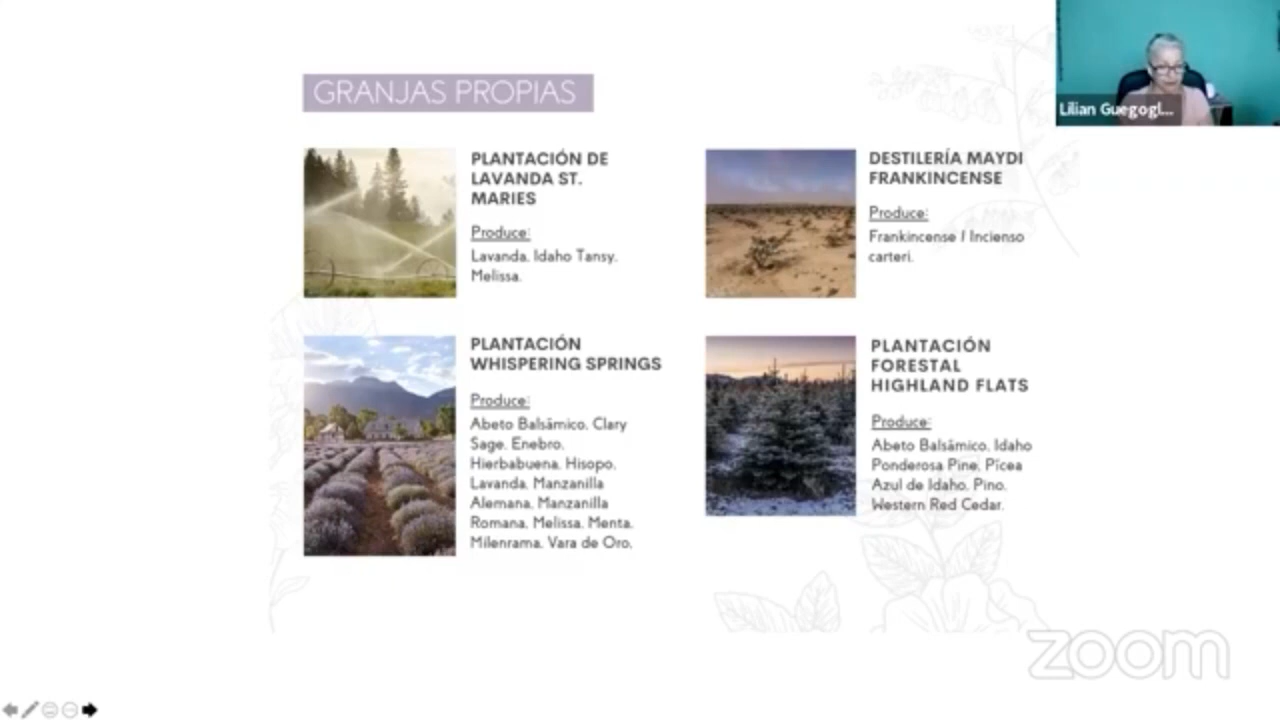 GRANJAS PROPIAS
Lilian Guegogl...
PLANTACIÓN DE
LAVANDA ST.
MARIES
Produce:
Lavanda, Idaho Tansy,
Melissa.
DESTILERÍA MAYDI
FRANKINCENSE
Produce:
Frankincense / Incienso
carteri.
PLANTACIÓN
WHISPERING SPRINGS
Produce:
Abeto Balsámico, Clary
Sage, Enebro,
Hierbabuena, Hisopo,
Lavanda, Manzanilla
Alemana, Manzanilla
Romana, Melissa, Menta,
Milenrama, Vara de Oro,
PLANTACIÓN
FORESTAL
HIGHLAND FLATS
Produce:
Abeto Balsámico, Idaho
Ponderosa Pine, Pícea
Azul de Idaho, Pino,
Western Red Cedar.
zoom